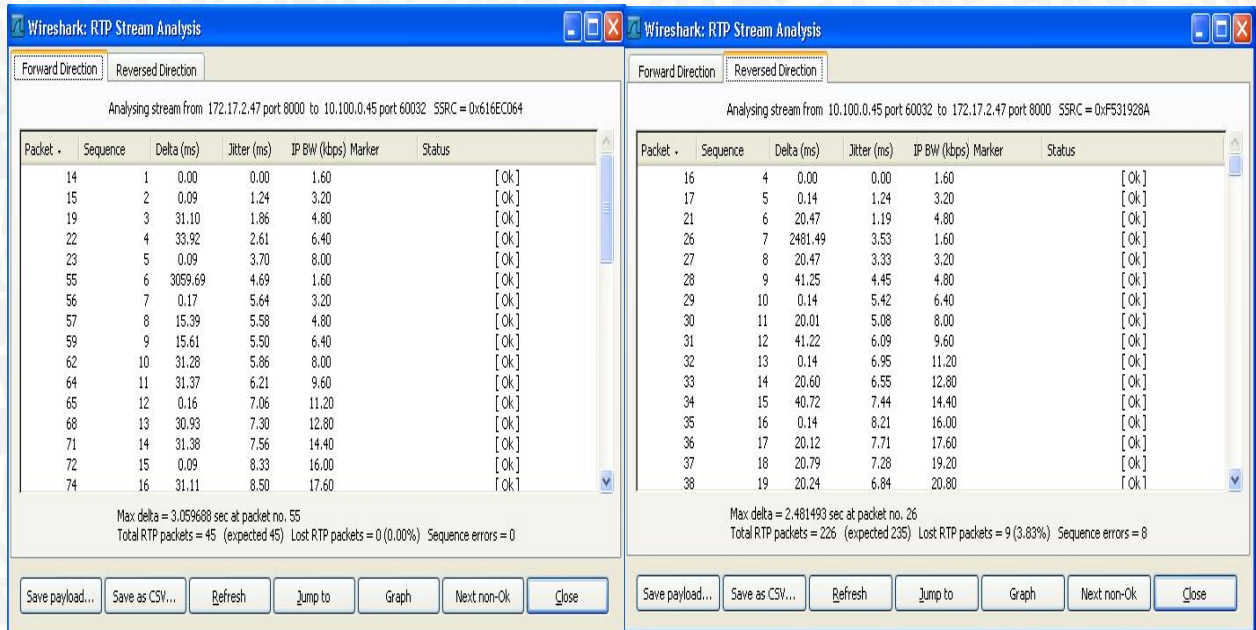 Wireshark: RTP Stream Analysis
Forward Direction Reversed Direction
Analysing stream from 172.17.2.47 port 8000 to 10.100.0.45 port 60032 SSRC = 0x616EC064
Packet Sequence Delta (ms) Jitter (ms) IP BW (kbps) Marker Status
14 1 0.00 0.00 1.60 [ Ok ]
15 2 0.09 1.24 3.20 [ Ok ]
19 3 31.10 1.86 4.80 [ Ok ]
22 4 33.92 2.61 6.40 [ Ok ]
23 5 0.09 3.70 8.00 [ Ok ]
55 6 3059.69 4.69 1.60 [ Ok ]
56 7 0.17 5.64 3.20 [ Ok ]
57 8 15.39 5.58 4.80 [ Ok ]
59 9 15.61 5.50 6.40 [ Ok ]
62 10 31.28 5.86 8.00 [ Ok ]
64 11 31.37 6.21 9.60 [ Ok ]
65 12 0.16 7.06 11.20 [ Ok ]
68 13 30.93 7.30 12.80 [ Ok ]
71 14 31.38 7.56 14.40 [ Ok ]
72 15 0.09 8.33 16.00 [ Ok ]
74 16 31.11 8.50 17.60 [ Ok ]
Max delta = 3.059688 sec at packet no. 55
Total RTP packets = 45 (expected 45) Lost RTP packets = 0 (0.00%) Sequence errors = 0
Save payload... Save as CSV... Refresh Jump to Graph Next non-Ok Close
Wireshark: RTP Stream Analysis
Forward Direction Reversed Direction
Analysing stream from 10.100.0.45 port 60032 to 172.17.2.47 port 8000 SSRC = 0xF531928A
Packet Sequence Delta (ms) Jitter (ms) IP BW (kbps) Marker Status
16 4 0.00 0.00 1.60 [ Ok ]
17 5 0.14 1.24 3.20 [ Ok ]
21 6 20.47 1.19 4.80 [ Ok ]
26 7 2481.49 3.53 1.60 [ Ok ]
27 8 20.47 3.33 3.20 [ Ok ]
28 9 41.25 4.45 4.80 [ Ok ]
29 10 0.14 5.42 6.40 [ Ok ]
30 11 20.01 5.08 8.00 [ Ok ]
31 12 41.22 6.09 9.60 [ Ok ]
32 13 0.14 6.95 11.20 [ Ok ]
33 14 20.60 6.55 12.80 [ Ok ]
34 15 40.72 7.44 14.40 [ Ok ]
35 16 0.14 8.21 16.00 [ Ok ]
36 17 20.12 7.71 17.60 [ Ok ]
37 18 20.79 7.28 19.20 [ Ok ]
38 19 20.24 6.84 20.80 [ Ok ]
Max delta = 2.481493 sec at packet no. 26
Total RTP packets = 226 (expected 235) Lost RTP packets = 9 (3.83%) Sequence errors = 8
Save payload... Save as CSV... Refresh Jump to Graph Next non-Ok Close